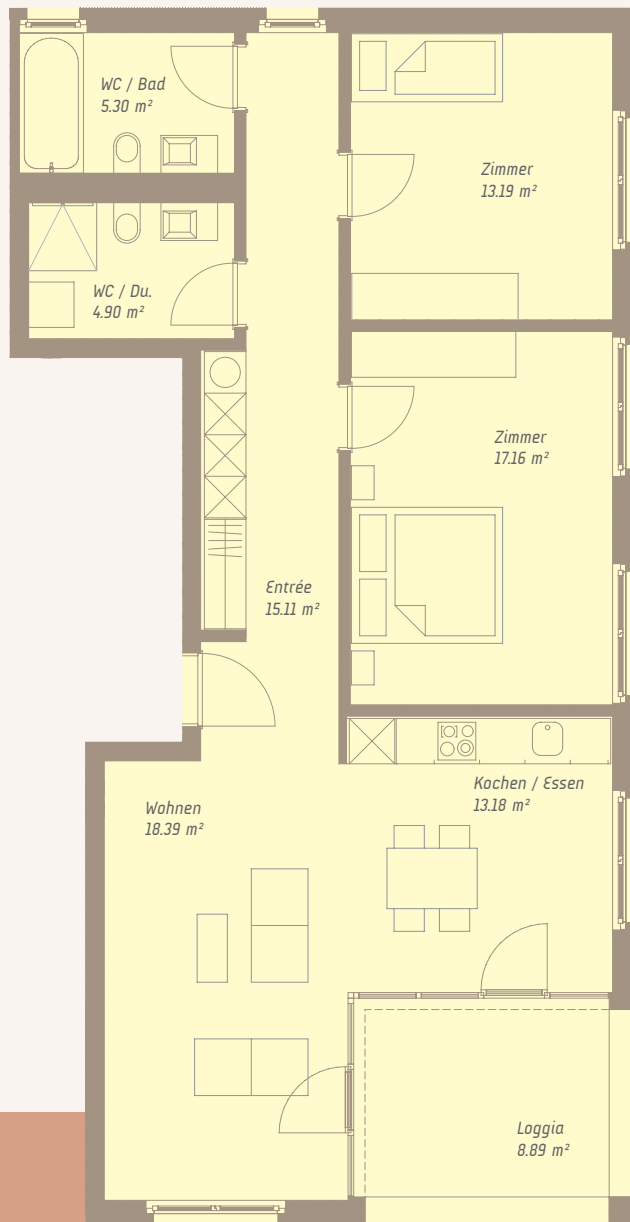 WC / Bad
5.30 m²
Zimmer
13.19 m²
WC / Du.
4.90 m²
Zimmer
17.16 m²
Entrée
15.11 m²
Kochen / Essen
13.18 m²
Wohnen
18.39 m²
Loggia
8.89 m²